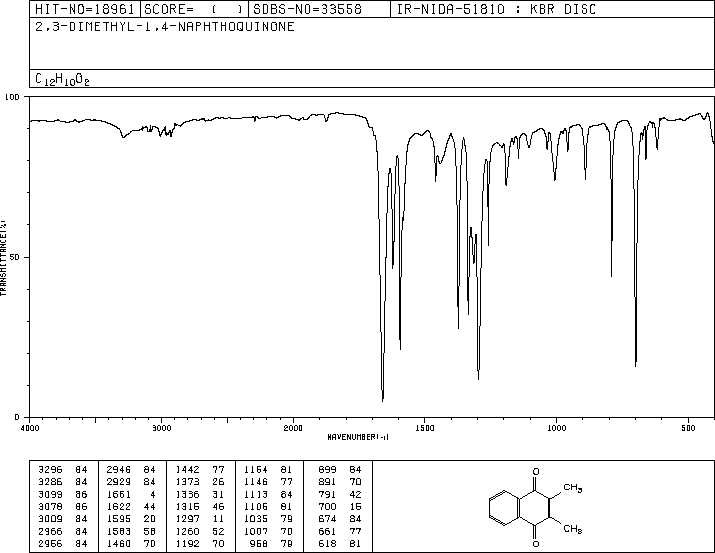 HIT-NO=18961 SCORE= ( ) SDBS-NO=33558 IR-NIDA-51810 : KBR DISC
2,3-DIMETHYL-1,4-NAPHTHOQUINONE
C12H10O2
100
50
0
TRANSMITTANCE(%)
4000 3000 2000 1500 1000 500
WAVENUMBER(-1)
3296 84 2946 84 1442 77 1164 81 899 84
3286 84 2929 84 1373 26 1146 77 891 70
3099 86 1661 4 1336 31 1113 84 791 42
3078 86 1622 44 1315 46 1106 81 700 15
3009 84 1595 20 1297 11 1035 79 674 84
2966 84 1583 58 1260 52 1007 70 661 77
2956 84 1460 70 1192 70 958 79 618 81
O
CH3
CH3
O